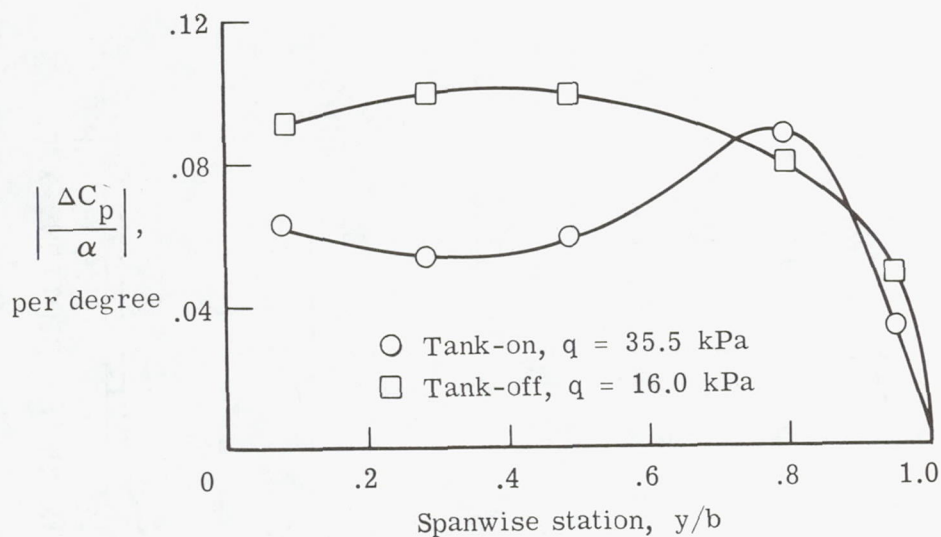 .12
.08
.04
0
|ΔCp/α|,
per degree
○ Tank-on, q = 35.5 kPa
□ Tank-off, q = 16.0 kPa
.2 .4 .6 .8 1.0
Spanwise station, y/b